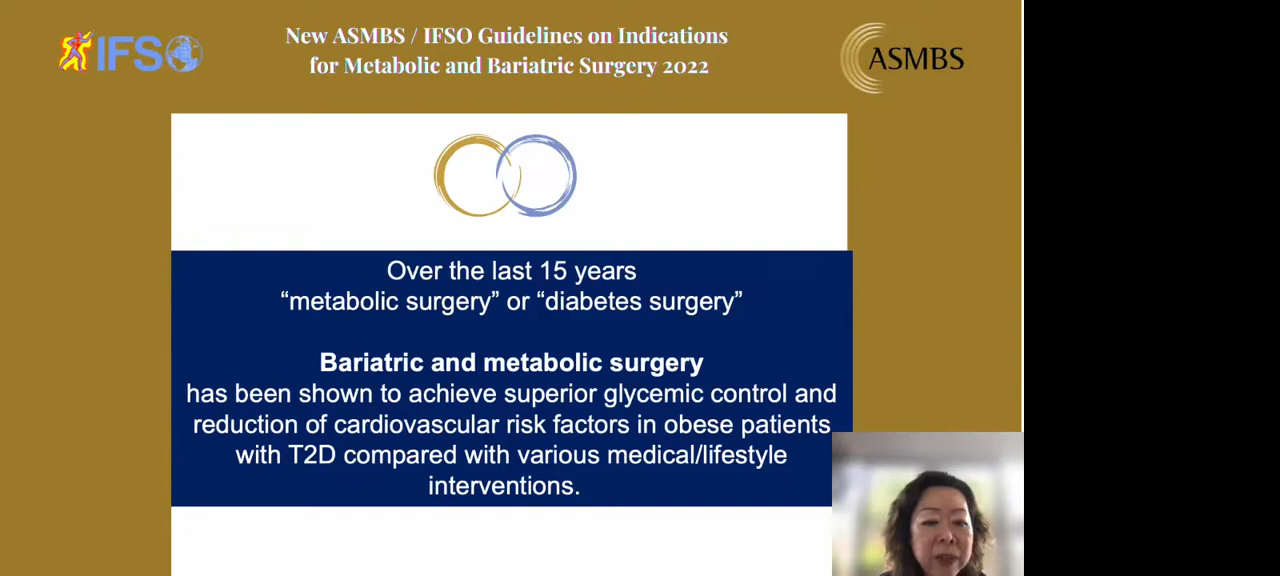 IFSO
New ASMBS / IFSO Guidelines on Indications
for Metabolic and Bariatric Surgery 2022
ASMBS
Over the last 15 years
“metabolic surgery” or “diabetes surgery”
Bariatric and metabolic surgery
has been shown to achieve superior glycemic control and
reduction of cardiovascular risk factors in obese patients
with T2D compared with various medical/lifestyle
interventions.